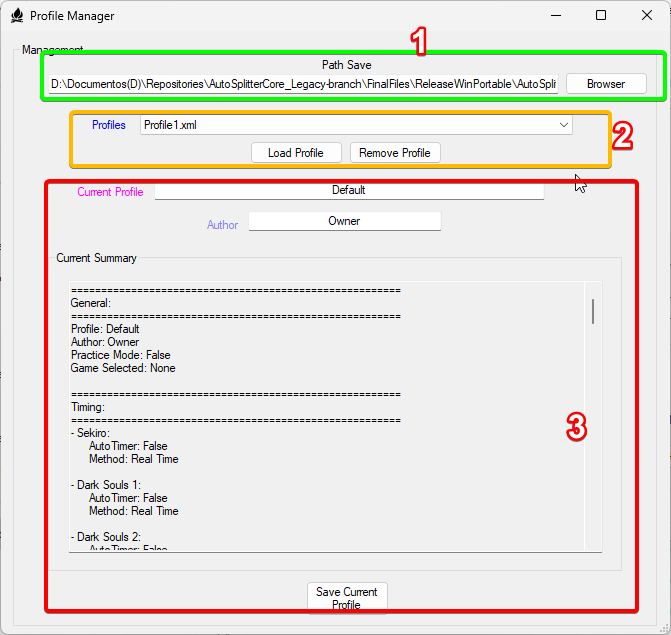 Profile Manager
1
Management
Path Save
D:\Documentos(D)\Repositories\AutoSplitterCore_Legacy-branch\FinalFiles\ReleaseWinPortable\AutoSpli
Browser
Profiles
Profile1.xml
2
Load Profile
Remove Profile
Current Profile
Default
Author
Owner
Current Summary
=======================================================
General:
=======================================================
Profile: Default
Author: Owner
Practice Mode: False
Game Selected: None
=======================================================
Timing:
=======================================================
3
- Sekiro:
AutoTimer: False
Method: Real Time
- Dark Souls 1:
AutoTimer: False
Method: Real Time
- Dark Souls 2:
AutoTimer: False
Save Current
Profile